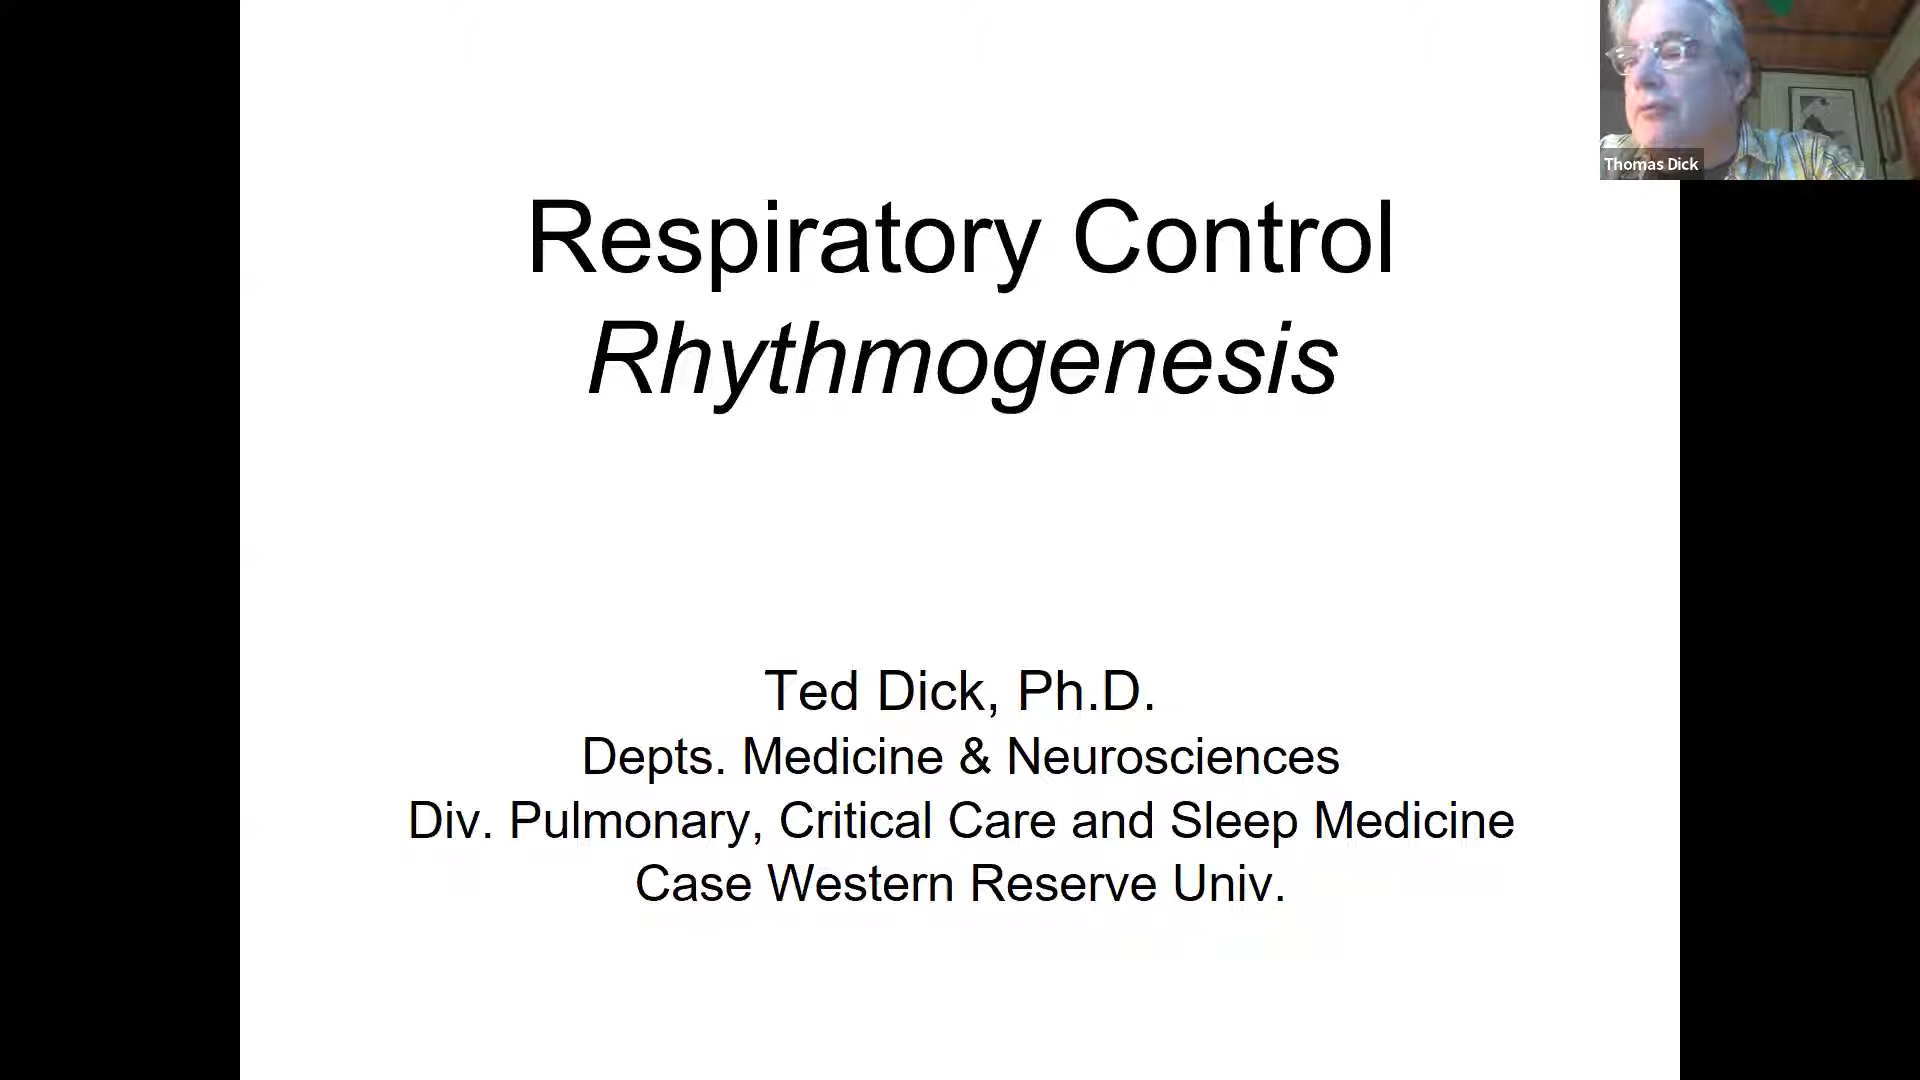 Thomas Dick
Respiratory Control
Rhythmogenesis
Ted Dick, Ph.D.
Depts. Medicine & Neurosciences
Div. Pulmonary, Critical Care and Sleep Medicine
Case Western Reserve Univ.